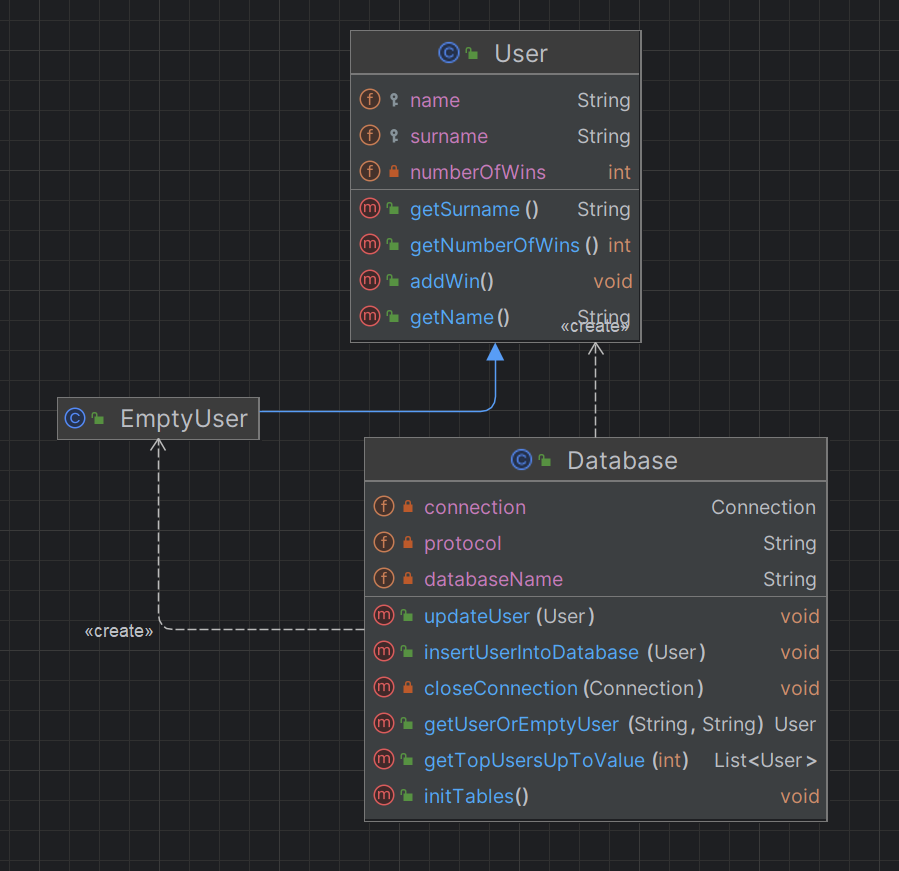 User
name String
surname String
numberOfWins int
getSurname () String
getNumberOfWins () int
addWin() void
getName () String
«create»
EmptyUser
Database
connection Connection
protocol String
databaseName String
updateUser (User) void
«create»
insertUserIntoDatabase (User) void
closeConnection (Connection) void
getUserOrEmptyUser (String, String) User
getTopUsersUpToValue (int) List<User>
initTables() void